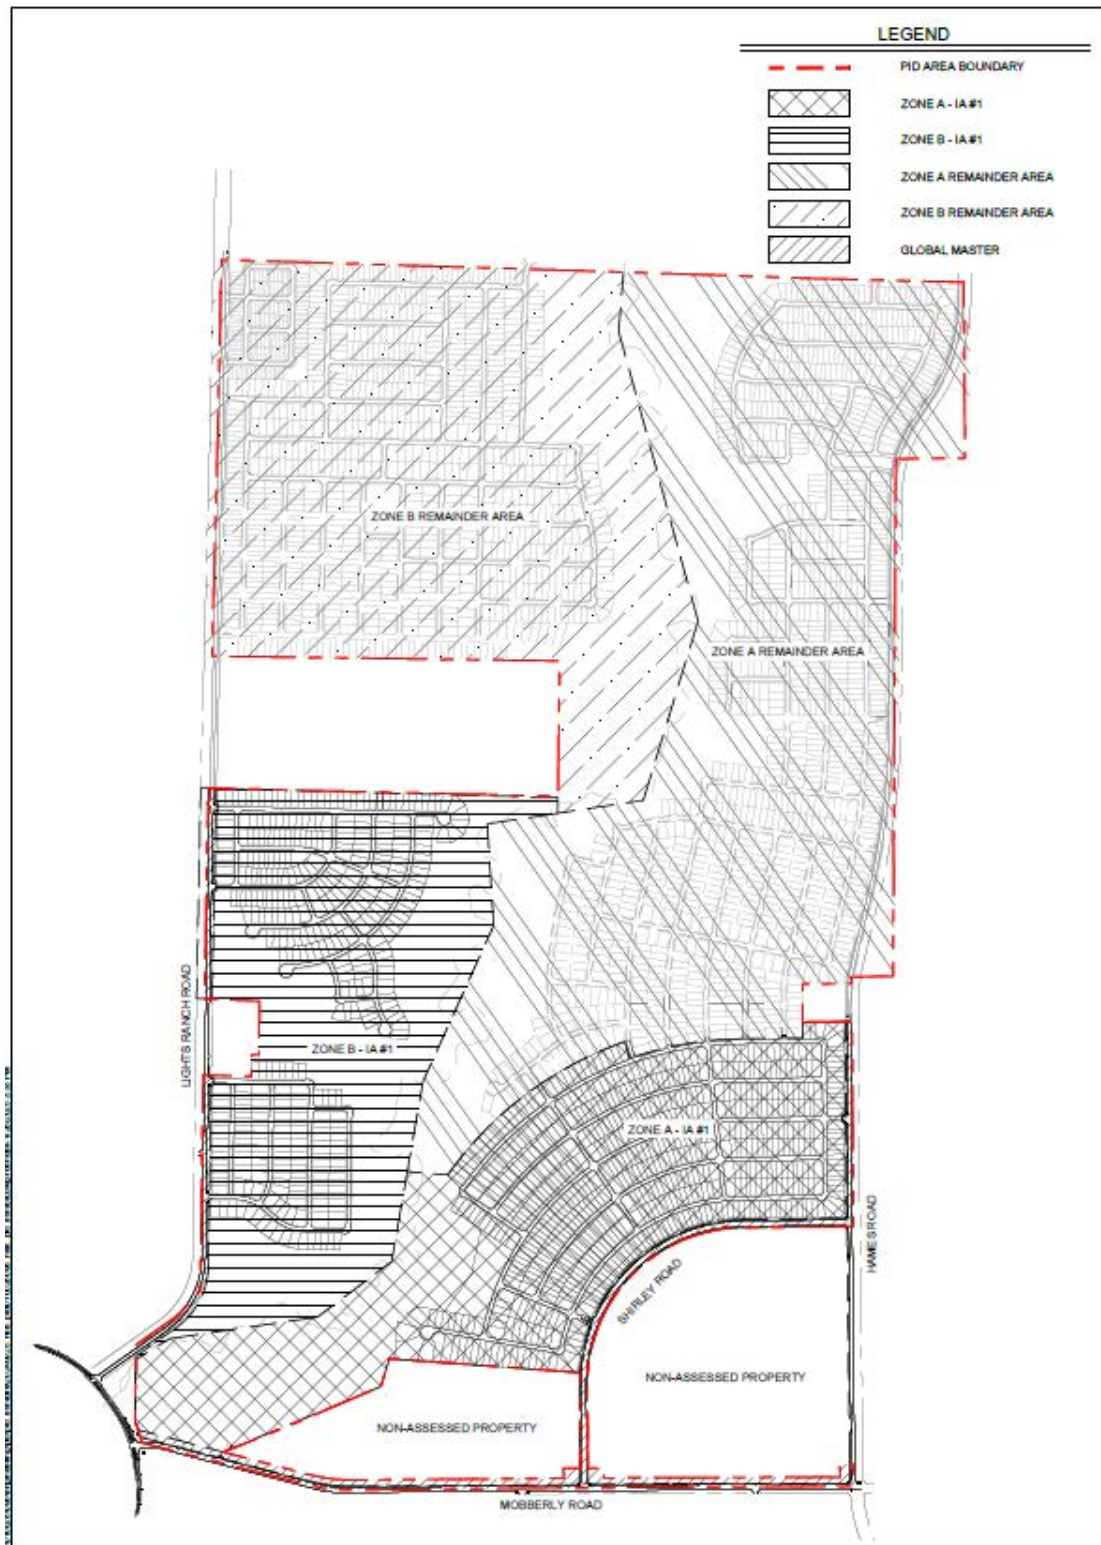 LEGEND
PID AREA BOUNDARY
ZONE A - IA #1
ZONE B - IA #1
ZONE A REMAINDER AREA
ZONE B REMAINDER AREA
GLOBAL MASTER
ZONE B REMAINDER AREA
ZONE A REMAINDER AREA
LIGHTS RANCH ROAD
ZONE B - IA #1
ZONE A - IA #1
HAMES ROAD
SHIRLEY ROAD
NON-ASSESSED PROPERTY
NON-ASSESSED PROPERTY
MOBBERLY ROAD